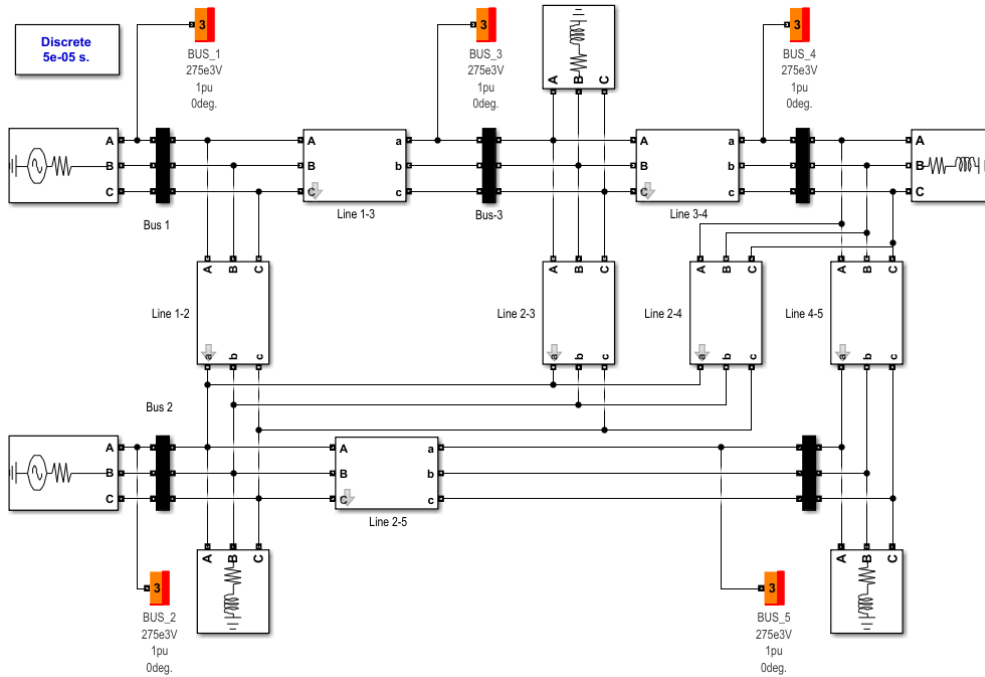 Discrete
5e-05 s.
3
BUS_1
275e3V
1pu
0deg.
3
BUS_3
275e3V
1pu
0deg.
A B C
3
BUS_4
275e3V
1pu
0deg.
A
B
C
Bus 1
A
B
C
a
b
c
Line 1-3
Bus-3
A
B
C
a
b
c
Line 3-4
A
B
C
A B C
Line 1-2
a b c
A B C
Line 2-3
a b c
A B C
Line 2-4
a b c
A B C
Line 4-5
a b c
Bus 2
A
B
C
A
B
C
a
b
c
Line 2-5
A B C
A B C
3
BUS_2
275e3V
1pu
0deg.
3
BUS_5
275e3V
1pu
0deg.